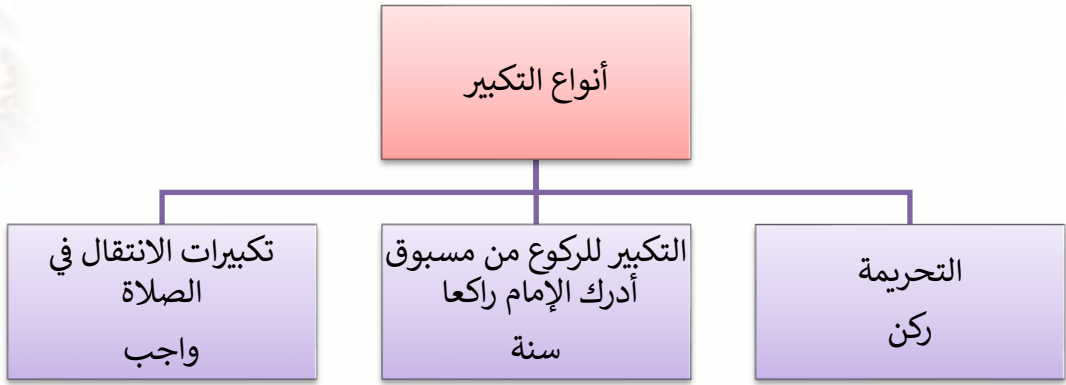 أنواع التكبير
التحريمة
ركن
التكبير للركوع من مسبوق
أدرك الإمام راكعا
سنة
تكبيرات الانتقال في
الصلاة
واجب